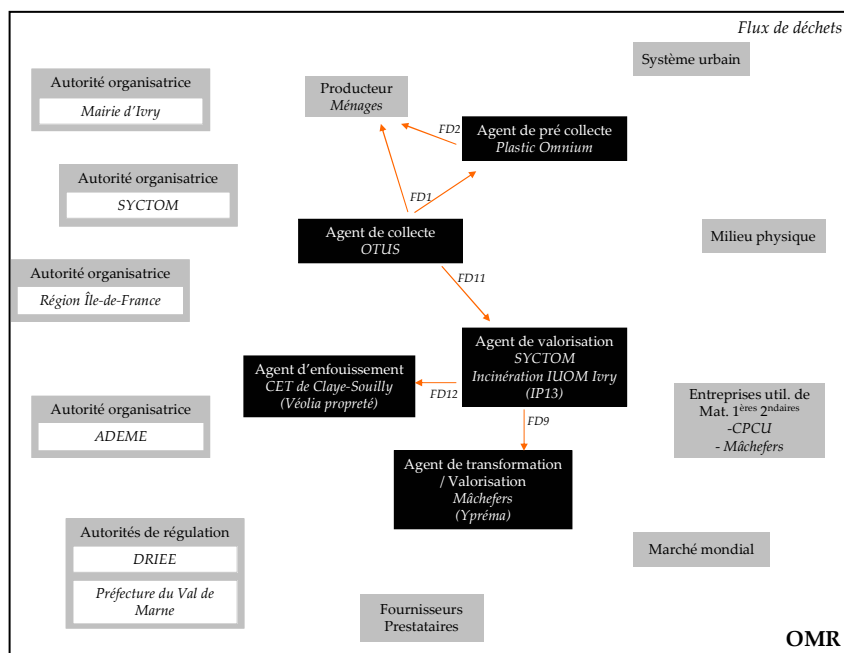 Flux de déchets
Système urbain
Autorité organisatrice
Mairie d'Ivry
Producteur
Ménages
FD2
Agent de pré collecte
Plastic Omnium
Autorité organisatrice
SYCTOM
FD1
Agent de collecte
OTUS
Milieu physique
Autorité organisatrice
Région Île-de-France
FD11
Agent de valorisation
SYCTOM
Incinération IUOM Ivry
(IP13)
Agent d'enfouissement
CET de Claye-Souilly
(Véolia propreté)
FD12
Entreprises util. de
Mat. 1ères 2ndaires
-CPCU
- Mâchefers
Autorité organisatrice
ADEME
FD9
Agent de transformation
/ Valorisation
Mâchefers
(Ypréma)
Autorités de régulation
DRIEE
Préfecture du Val de
Marne
Marché mondial
Fournisseurs
Prestataires
OMR